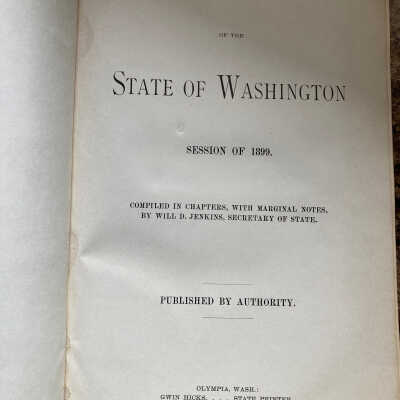 OF THE
STATE OF WASHINGTON
SESSION OF 1899.
COMPILED IN CHAPTERS, WITH MARGINAL NOTES,
BY WILL D. JENKINS, SECRETARY OF STATE.
PUBLISHED BY AUTHORITY.
OLYMPIA, WASH.:
GWIN HICKS, . . . STATE PRINTER